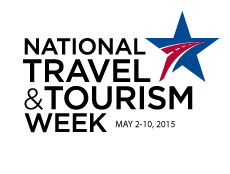 NATIONAL
TRAVEL
& TOURISM
WEEK MAY 2-10, 2015